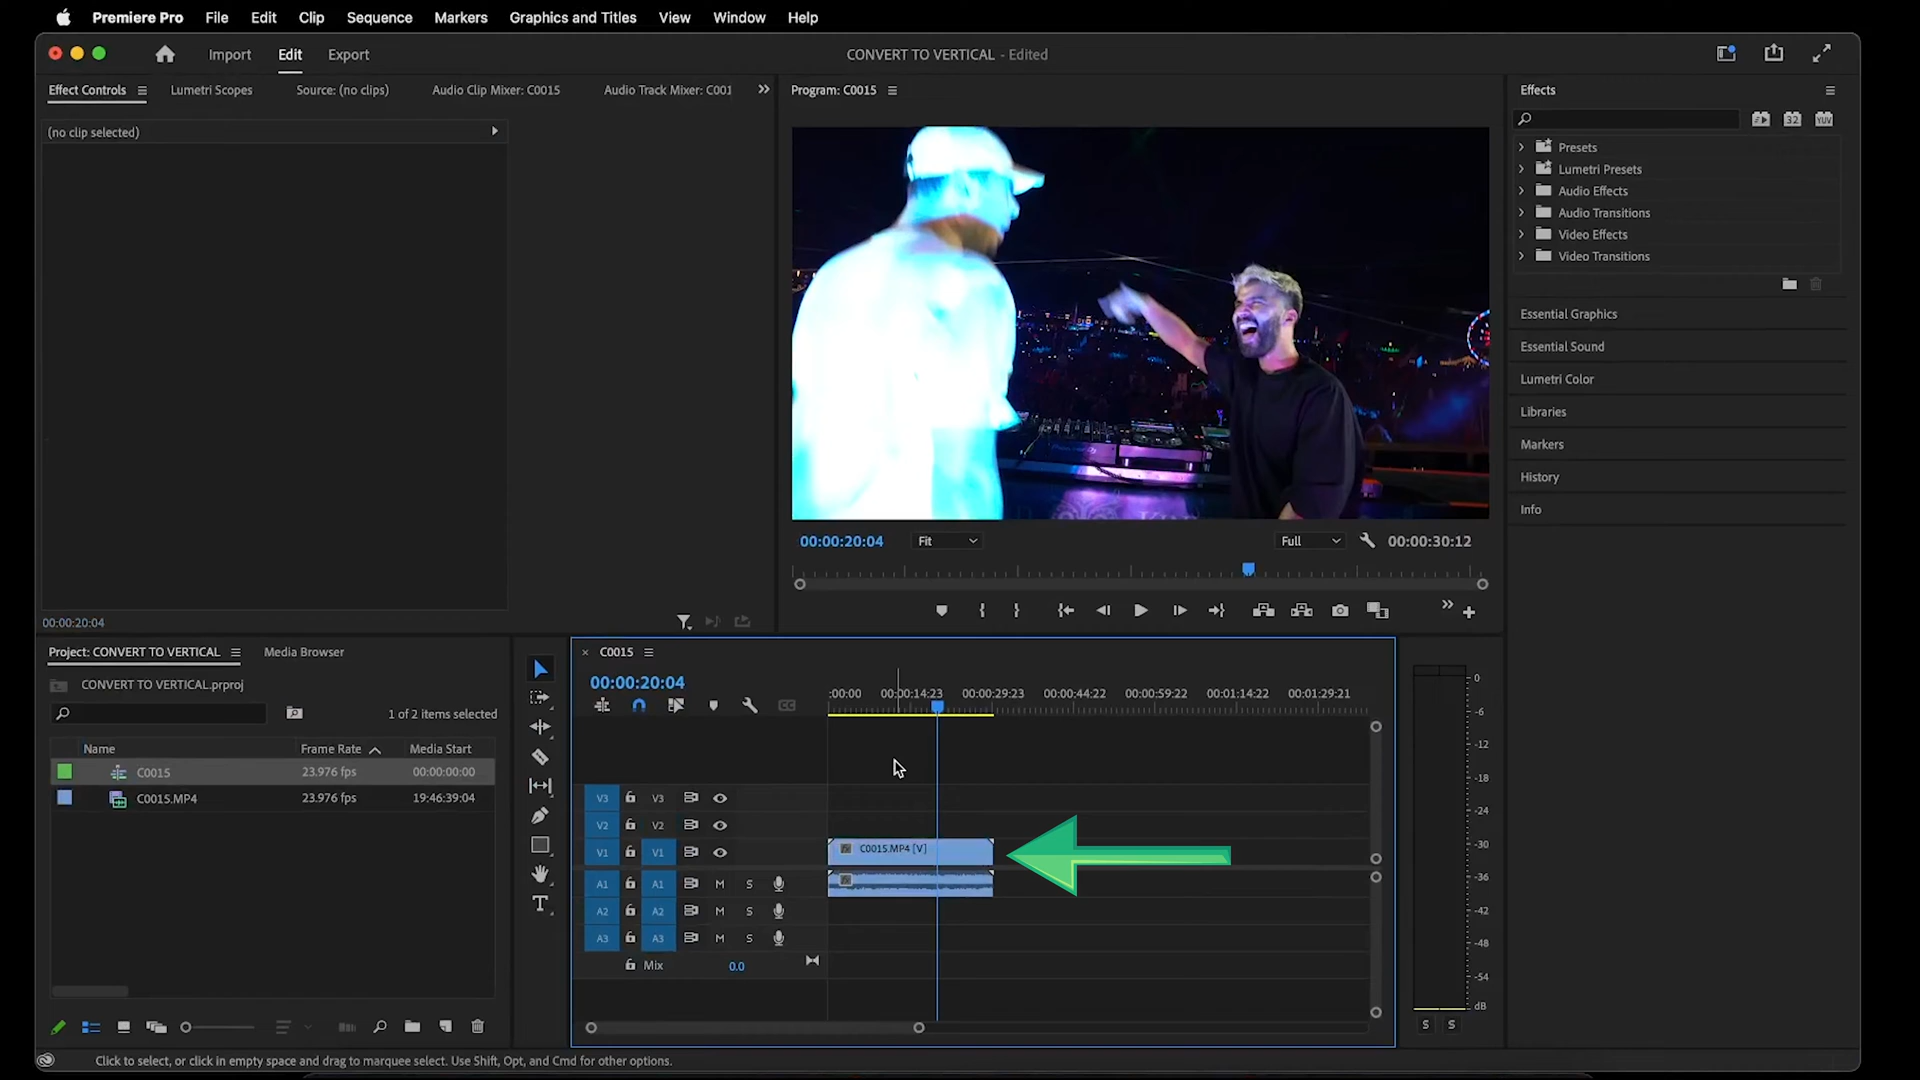 Premiere Pro File Edit Clip Sequence Markers Graphics and Titles View Window Help
Import Edit Export CONVERT TO VERTICAL - Edited
Effect Controls Lumetri Scopes Source: (no clips) Audio Clip Mixer: C0015 Audio Track Mixer: C001
Program: C0015
Effects
(no clip selected)
32 YUV
Presets
Lumetri Presets
Audio Effects
Audio Transitions
Video Effects
Video Transitions
Essential Graphics
Essential Sound
Lumetri Color
Libraries
Markers
History
Info
00:00:20:04 Fit Full 00:00:30:12
00:00:20:04
Project: CONVERT TO VERTICAL Media Browser
CONVERT TO VERTICAL.prproj
1 of 2 items selected
Name Frame Rate Media Start
C0015 23.976 fps 00:00:00:00
C0015.MP4 23.976 fps 19:46:39:04
C0015
00:00:20:04
:00:00 00:00:14:23 00:00:29:23 00:00:44:22 00:00:59:22 00:01:14:22 00:01:29:21
CC
V3 V3
V2 V2
V1 V1 fx C0015.MP4 [V]
A1 A1 M S fx
A2 A2 M S
A3 A3 M S
Mix 0.0
0
-6
-12
-18
-24
-30
-36
-42
-48
-54
dB
S S
Click to select, or click in empty space and drag to marquee select. Use Shift, Opt, and Cmd for other options.